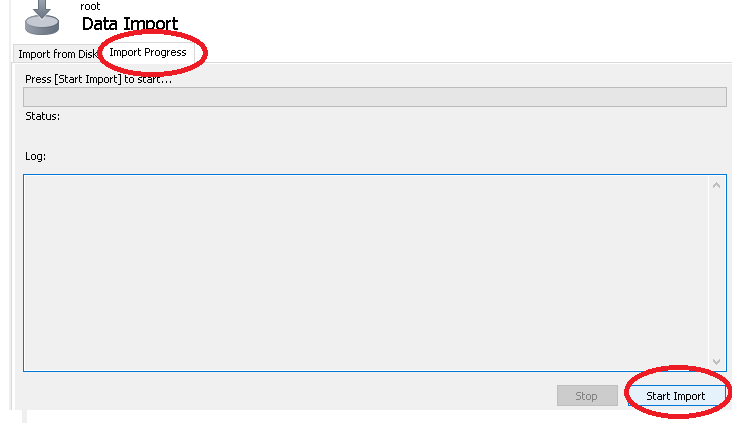 root
Data Import
Import from Disk
Import Progress
Press [Start Import] to start...
Status:
Log:
Stop
Start Import